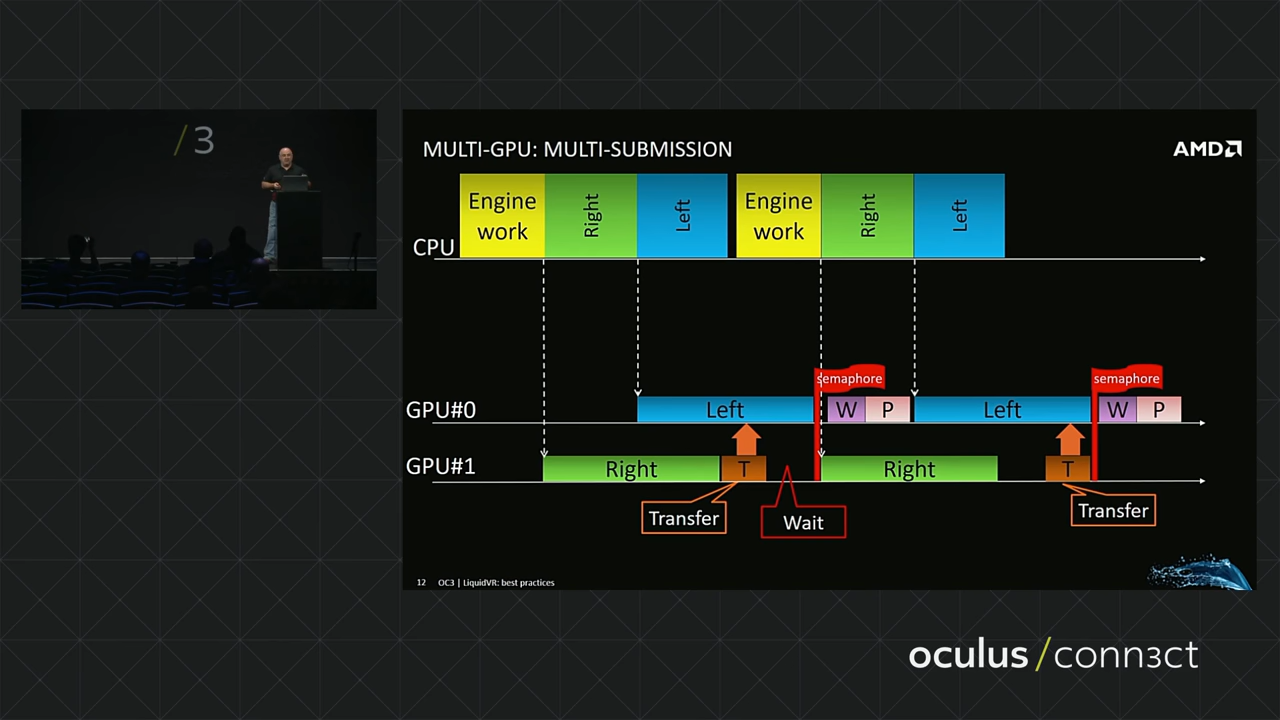 /3
MULTI-GPU: MULTI-SUBMISSION
AMD
Engine
work
Right
Left
Engine
work
Right
Left
CPU
semaphore
semaphore
GPU#0
Left
W
P
Left
W
P
GPU#1
Right
T
Right
T
Transfer
Wait
Transfer
12 OC3 | LiquidVR: best practices
oculus /conn3ct